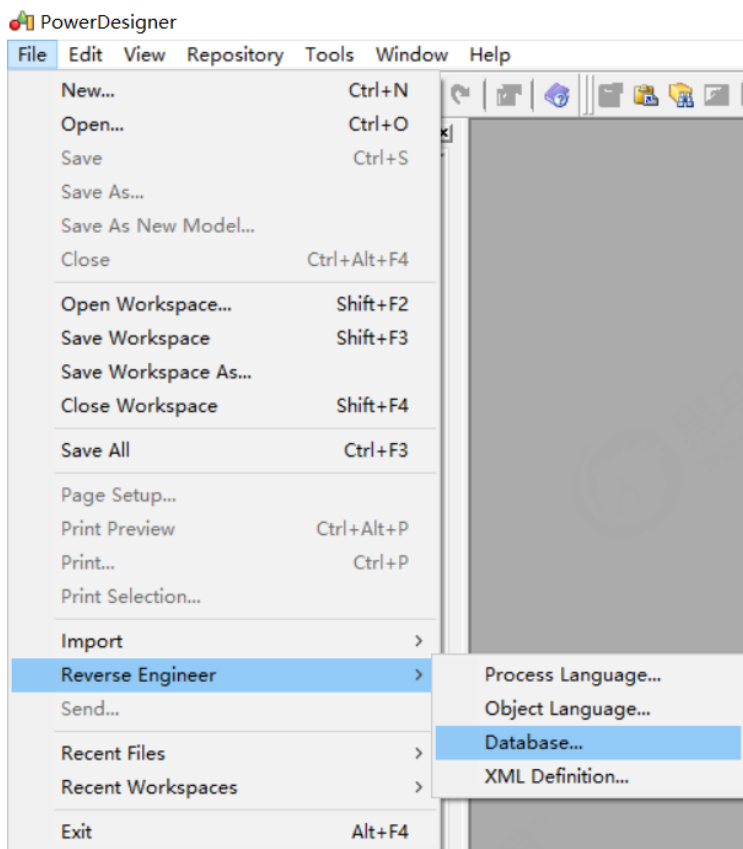 PowerDesigner
File Edit View Repository Tools Window Help
New... Ctrl+N
Open... Ctrl+O
Save Ctrl+S
Save As...
Save As New Model...
Close Ctrl+Alt+F4
Open Workspace... Shift+F2
Save Workspace Shift+F3
Save Workspace As...
Close Workspace Shift+F4
Save All Ctrl+F3
Page Setup...
Print Preview Ctrl+Alt+P
Print... Ctrl+P
Print Selection...
Import
Reverse Engineer
Process Language...
Send...
Object Language...
Database...
Recent Files
XML Definition...
Recent Workspaces
Exit Alt+F4